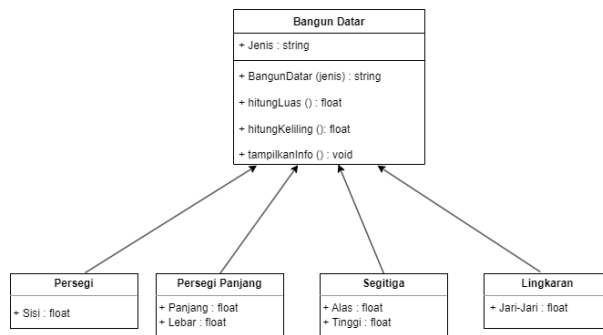 Bangun Datar
+ Jenis : string
+ BangunDatar (jenis) : string
+ hitungLuas () : float
+ hitungKeliling (): float
+ tampilkanInfo () : void
Persegi
+ Sisi : float
Persegi Panjang
+ Panjang : float
+ Lebar : float
Segitiga
+ Alas : float
+ Tinggi : float
Lingkaran
+ Jari-Jari : float